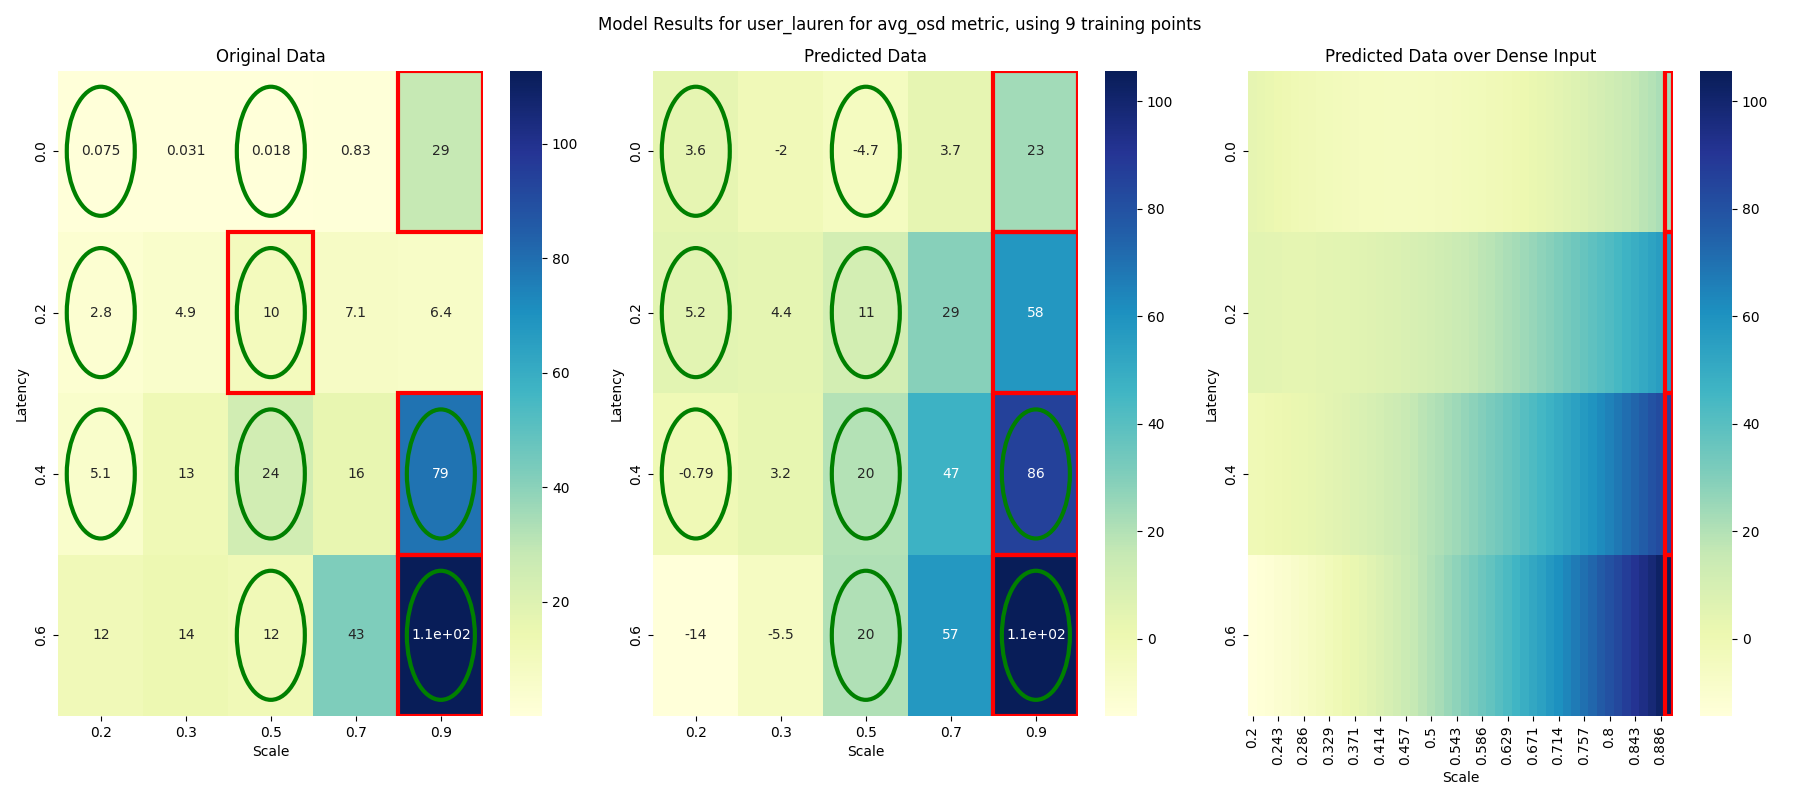 Model Results for user_lauren for avg_osd metric, using 9 training points
Original Data
0.0 0.075 0.031 0.018 0.83 29
0.2 2.8 4.9 10 7.1 6.4
0.4 5.1 13 24 16 79
0.6 12 14 12 43 1.1e+02
Latency
0.2 0.3 0.5 0.7 0.9
Scale
100
80
60
40
20
Predicted Data
0.0 3.6 -2 -4.7 3.7 23
0.2 5.2 4.4 11 29 58
0.4 -0.79 3.2 20 47 86
0.6 -14 -5.5 20 57 1.1e+02
Latency
0.2 0.3 0.5 0.7 0.9
Scale
100
80
60
40
20
0
Predicted Data over Dense Input
0.0
0.2
0.4
0.6
Latency
0.2 0.243 0.286 0.329 0.371 0.414 0.457 0.5 0.543 0.586 0.629 0.671 0.714 0.757 0.8 0.843 0.886
Scale
100
80
60
40
20
0